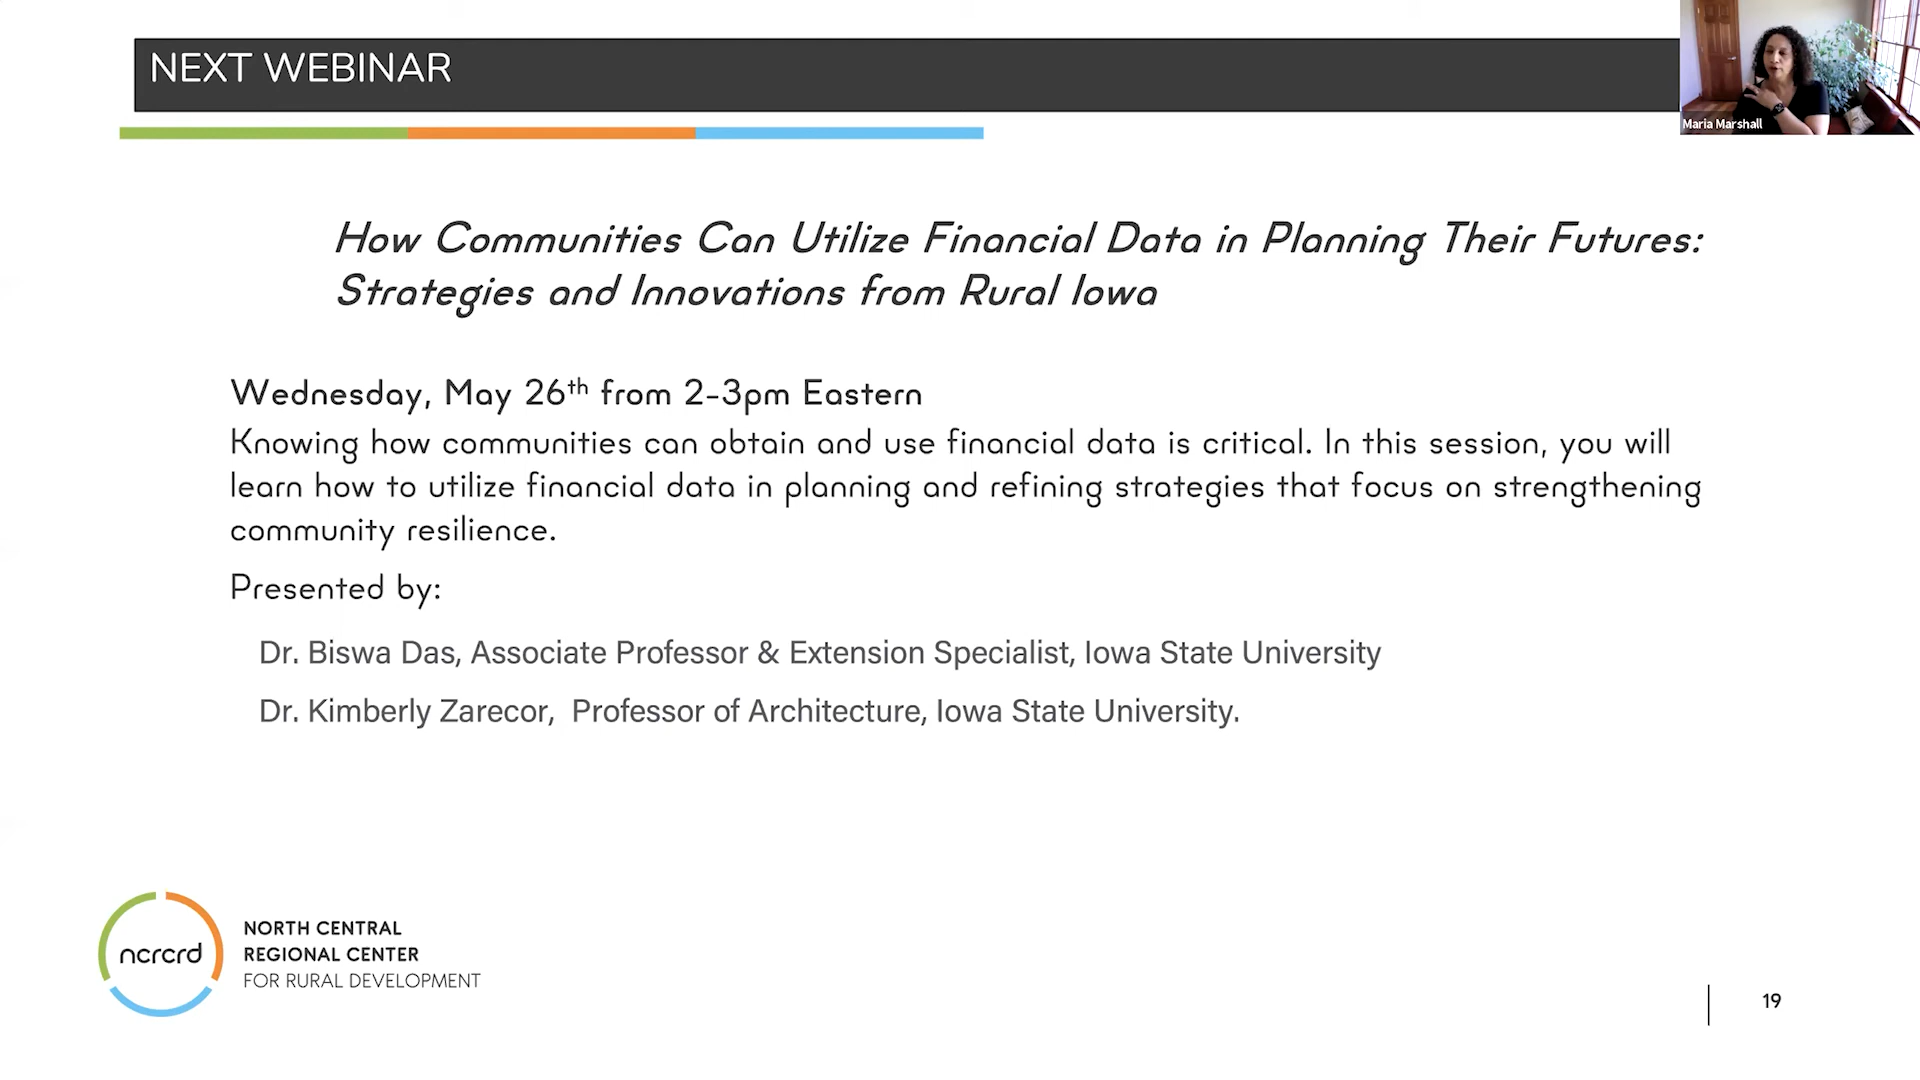 NEXT WEBINAR
Maria Marshall
How Communities Can Utilize Financial Data in Planning Their Futures:
Strategies and Innovations from Rural Iowa
Wednesday, May 26th from 2-3pm Eastern
Knowing how communities can obtain and use financial data is critical. In this session, you will
learn how to utilize financial data in planning and refining strategies that focus on strengthening
community resilience.
Presented by:
Dr. Biswa Das, Associate Professor & Extension Specialist, Iowa State University
Dr. Kimberly Zarecor, Professor of Architecture, Iowa State University.
ncrcrd
NORTH CENTRAL
REGIONAL CENTER
FOR RURAL DEVELOPMENT
19